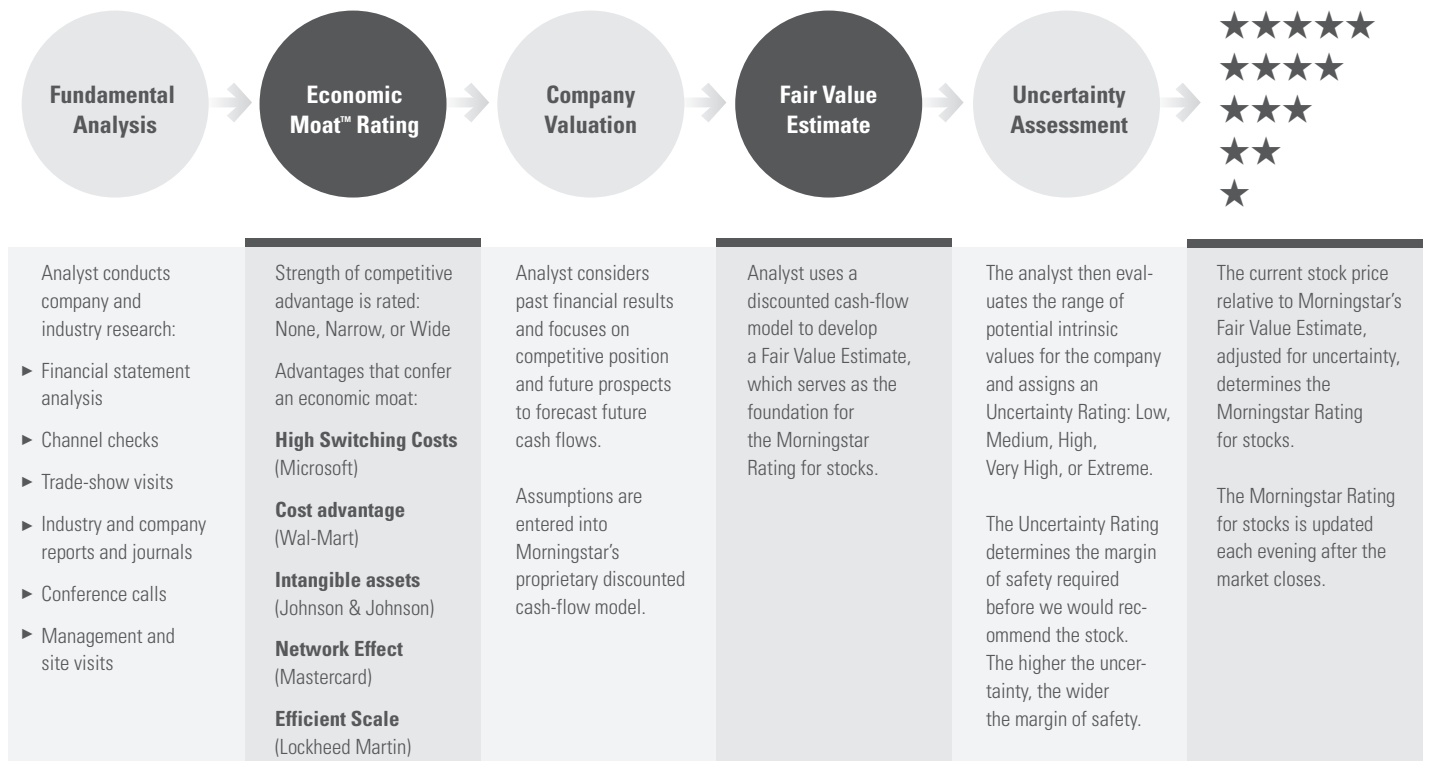 Fundamental
Analysis
Economic
Moat™ Rating
Company
Valuation
Fair Value
Estimate
Uncertainty
Assessment
Analyst conducts
company and
industry research:
► Financial statement
analysis
► Channel checks
► Trade-show visits
► Industry and company
reports and journals
► Conference calls
► Management and
site visits
Strength of competitive
advantage is rated:
None, Narrow, or Wide
Advantages that confer
an economic moat:
High Switching Costs
(Microsoft)
Cost advantage
(Wal-Mart)
Intangible assets
(Johnson & Johnson)
Network Effect
(Mastercard)
Efficient Scale
(Lockheed Martin)
Analyst considers
past financial results
and focuses on
competitive position
and future prospects
to forecast future
cash flows.
Assumptions are
entered into
Morningstar’s
proprietary discounted
cash-flow model.
Analyst uses a
discounted cash-flow
model to develop
a Fair Value Estimate,
which serves as the
foundation for
the Morningstar
Rating for stocks.
The analyst then eval-
uates the range of
potential intrinsic
values for the company
and assigns an
Uncertainty Rating: Low,
Medium, High,
Very High, or Extreme.
The Uncertainty Rating
determines the margin
of safety required
before we would rec-
ommend the stock.
The higher the uncer-
tainty, the wider
the margin of safety.
The current stock price
relative to Morningstar’s
Fair Value Estimate,
adjusted for uncertainty,
determines the
Morningstar Rating
for stocks.
The Morningstar Rating
for stocks is updated
each evening after the
market closes.